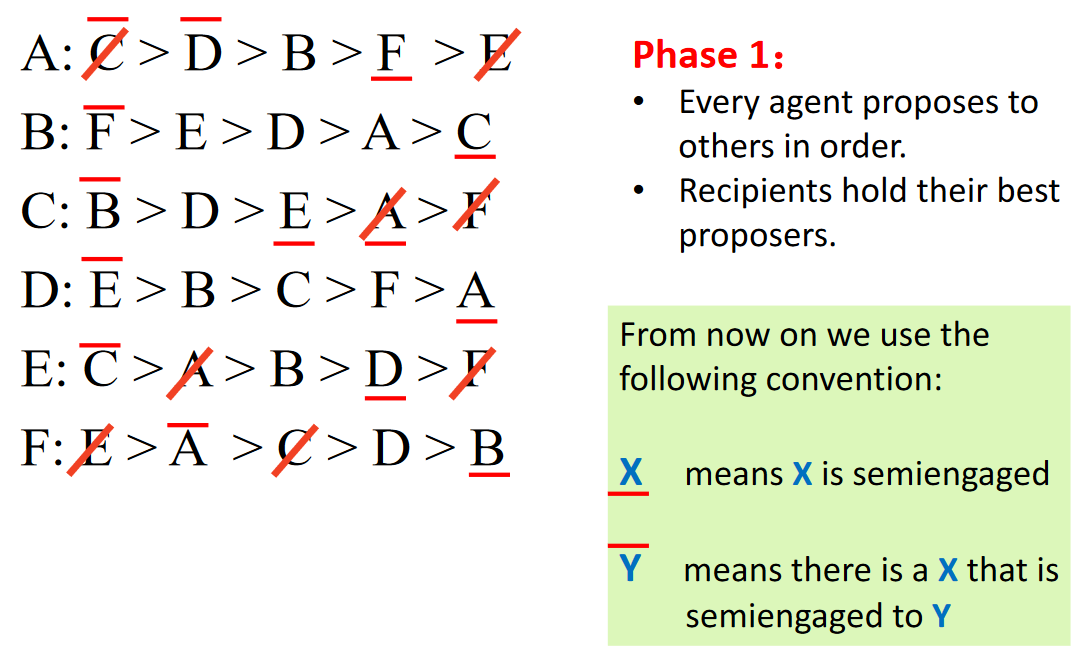 A: C > D > B > F > E
B: F > E > D > A > C
C: B > D > E > A > F
D: E > B > C > F > A
E: C > A > B > D > F
F: E > A > C > D > B
Phase 1:
• Every agent proposes to
others in order.
• Recipients hold their best
proposers.
From now on we use the
following convention:
X means X is semiengaged
Y means there is a X that is
semiengaged to Y